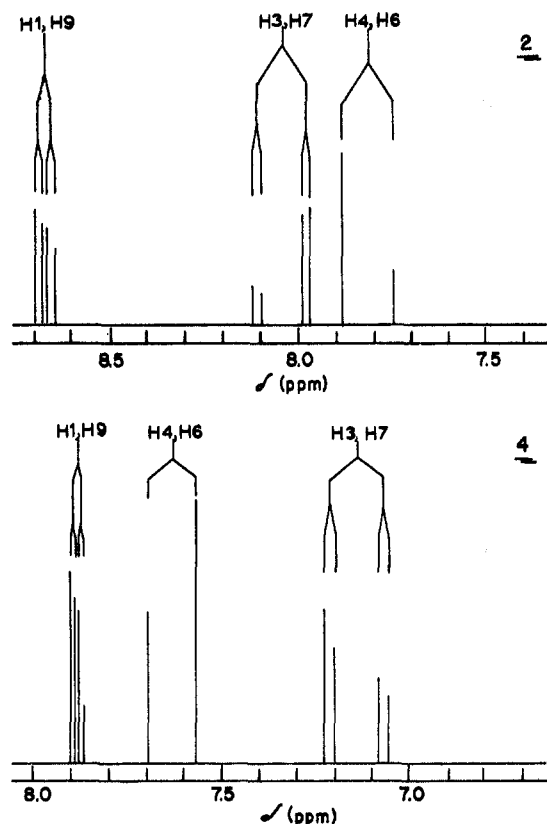 H1, H9 H3, H7 H4, H6 2
8.5 8.0 7.5
δ (ppm)
H1, H9 H4, H6 H3, H7 4
8.0 7.5 7.0
δ (ppm)